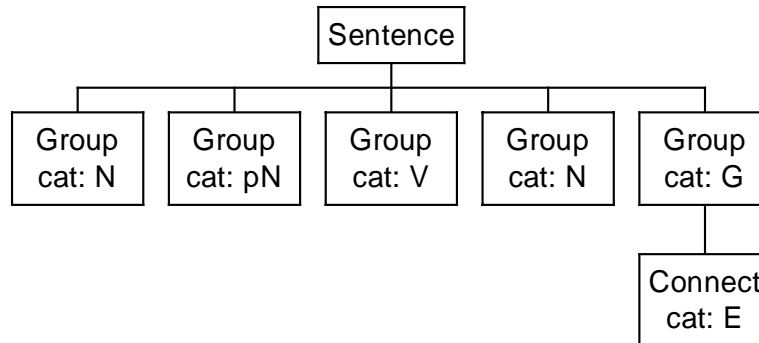 Sentence
Group Group Group Group Group
cat: N cat: pN cat: V cat: N cat: G
Connect
cat: E